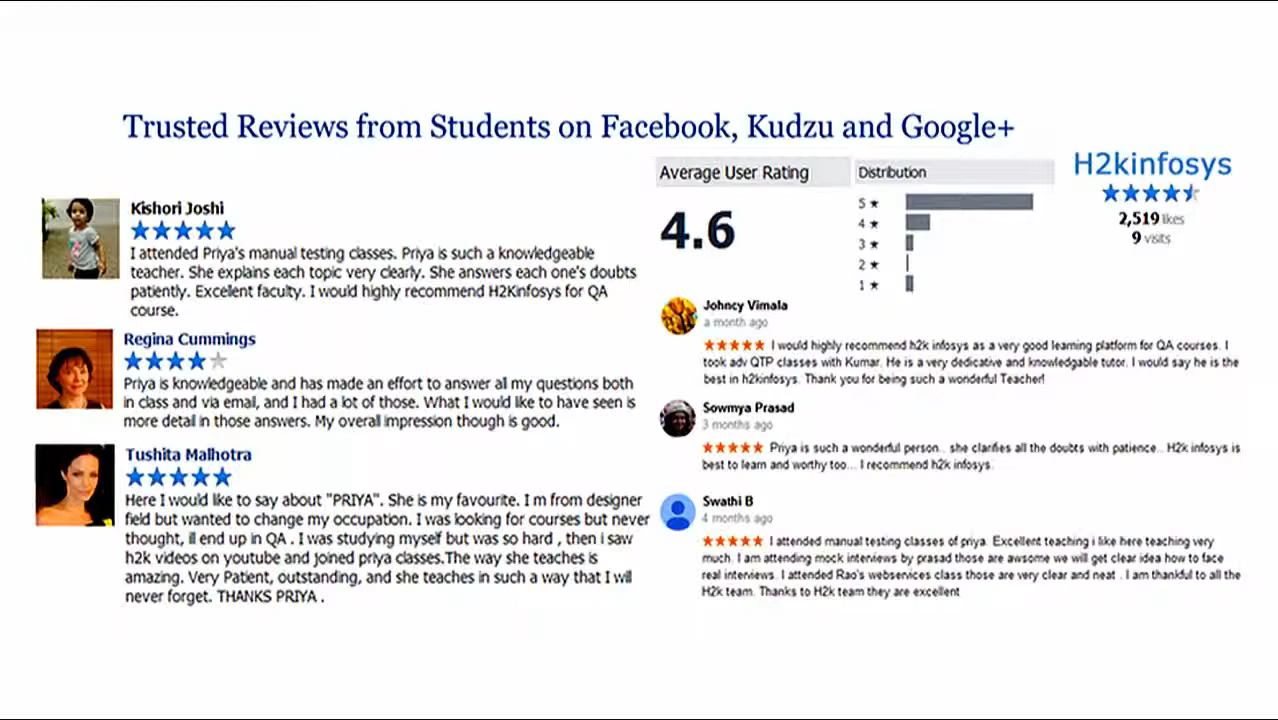 Trusted Reviews from Students on Facebook, Kudzu and Google+
Kishori Joshi
I attended Priya's manual testing classes. Priya is such a knowledgeable
teacher. She explains each topic very clearly. She answers each one's doubts
patiently. Excellent faculty. I would highly recommend H2Kinfosys for QA
course.
Regina Cummings
Priya is knowledgeable and has made an effort to answer all my questions both
in class and via email, and I had a lot of those. What I would like to have seen is
more detail in those answers. My overall impression though is good.
Tushita Malhotra
Here I would like to say about "PRIYA". She is my favourite. I m from designer
field but wanted to change my occupation. I was looking for courses but never
thought, ill end up in QA . I was studying myself but was so hard , then i saw
h2k videos on youtube and joined priya classes.The way she teaches is
amazing. Very Patient, outstanding, and she teaches in such a way that I will
never forget. THANKS PRIYA .
Average User Rating
4.6
Distribution
5 ★
4 ★
3 ★
2 ★
1 ★
H2kinfosys
2,519 likes
9 visits
Johncy Vimala
a month ago
I would highly recommend h2k infosys as a very good learning platform for QA courses. I
took adv QTP classes with Kumar. He is a very dedicative and knowledgable tutor. I would say he is the
best in h2kinfosys. Thank you for being such a wonderful Teacher!
Sowmya Prasad
3 months ago
Priya is such a wonderful person.. she clarifies all the doubts with patience.. H2k infosys is
best to learn and worthy too... I recommend h2k infosys.
Swathi B
4 months ago
I attended manual testing classes of priya. Excellent teaching i like here teaching very
much. I am attending mock interviews by prasad those are awsome we will get clear idea how to face
real interviews. I attended Rao's webservices class those are very clear and neat . I am thankful to all the
H2k team. Thanks to H2k team they are excellent